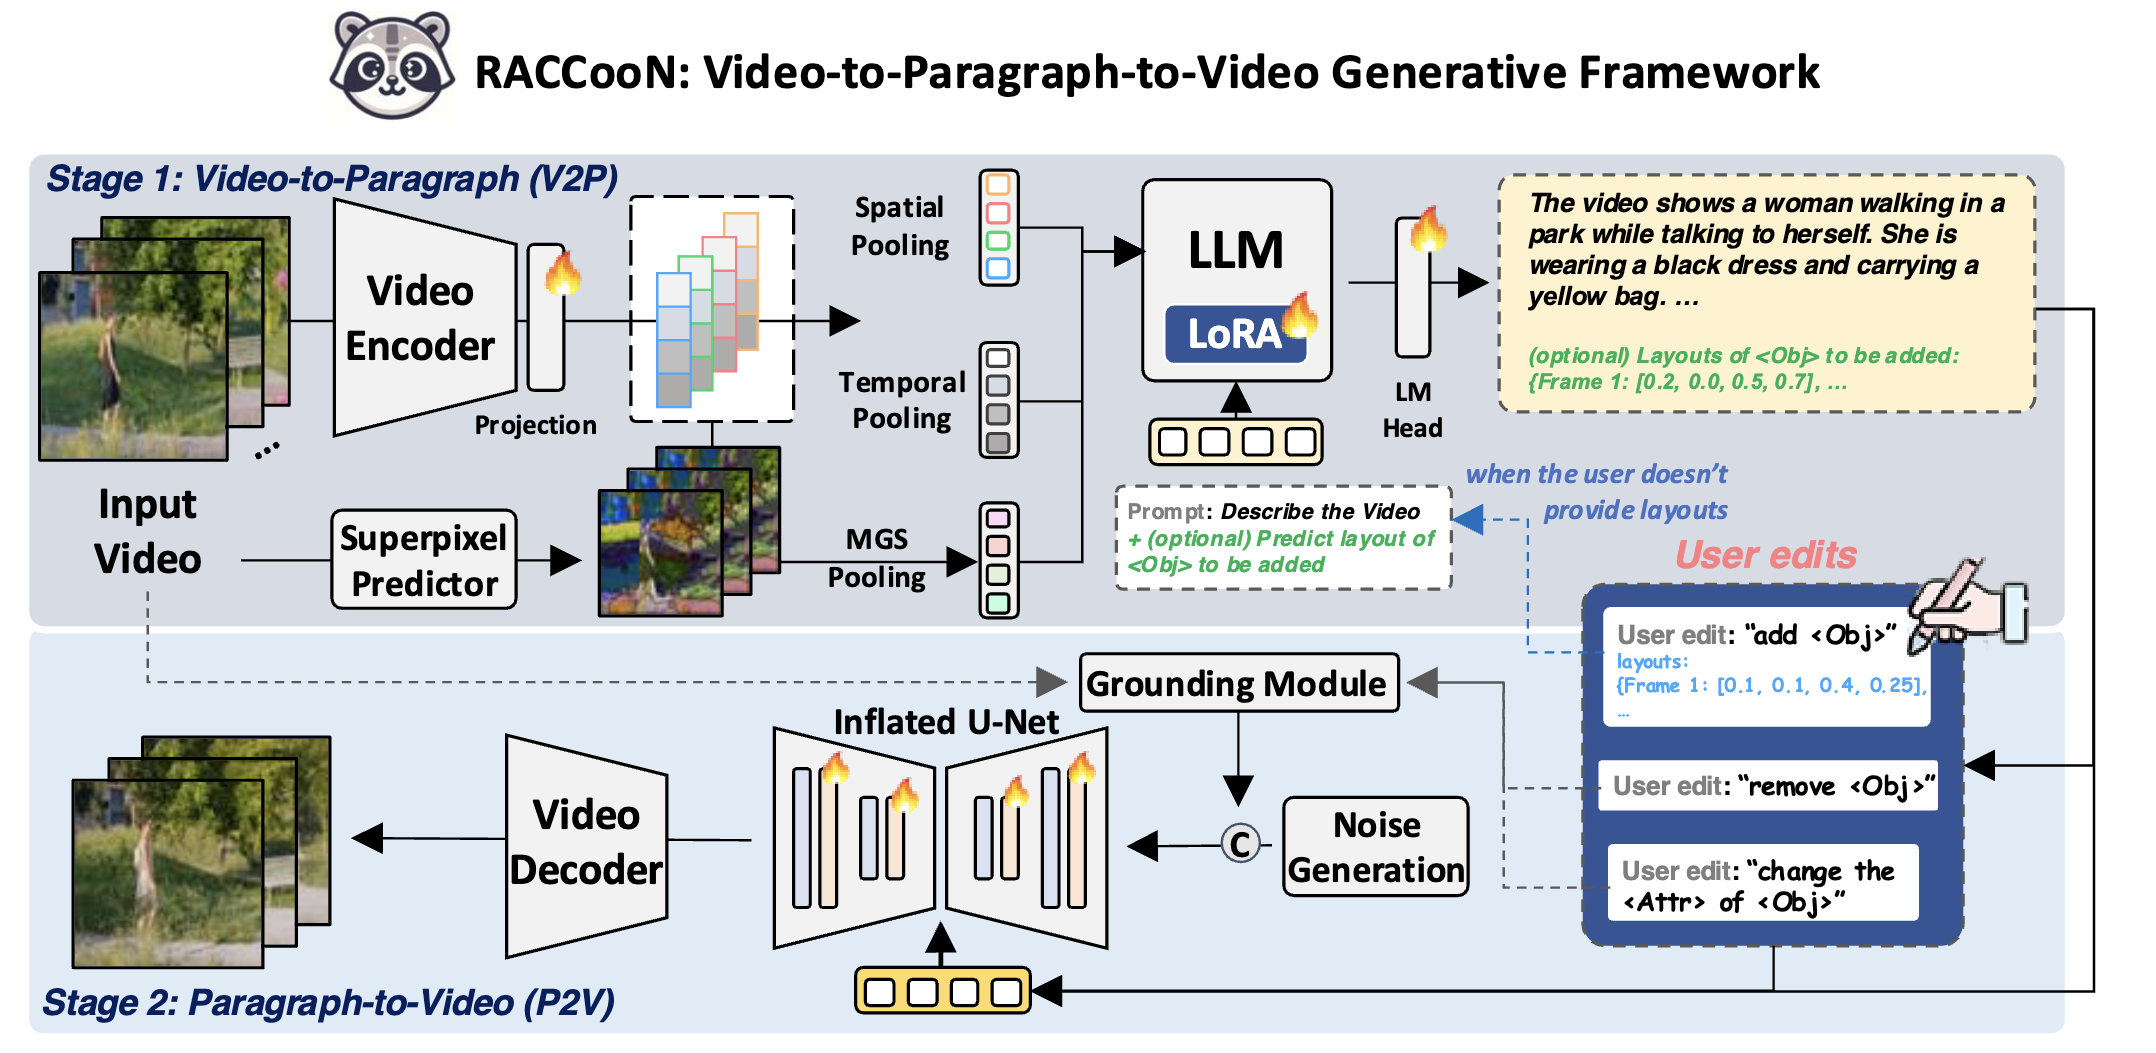 RACCooN: Video-to-Paragraph-to-Video Generative Framework
Stage 1: Video-to-Paragraph (V2P)
Video
Encoder
Projection
Spatial
Pooling
Temporal
Pooling
LLM
LoRA
LM
Head
The video shows a woman walking in a
park while talking to herself. She is
wearing a black dress and carrying a
yellow bag. ...
(optional) Layouts of <Obj> to be added:
{Frame 1: [0.2, 0.0, 0.5, 0.7], ...
Input
Video
Superpixel
Predictor
MGS
Pooling
Prompt: Describe the Video
+ (optional) Predict layout of
<Obj> to be added
when the user doesn't
provide layouts
User edits
User edit: “add <Obj>”
layouts:
{Frame 1: [0.1, 0.1, 0.4, 0.25],
...
User edit: “remove <Obj>”
User edit: “change the
<Attr> of <Obj>”
Grounding Module
Inflated U-Net
Video
Decoder
C
Noise
Generation
Stage 2: Paragraph-to-Video (P2V)